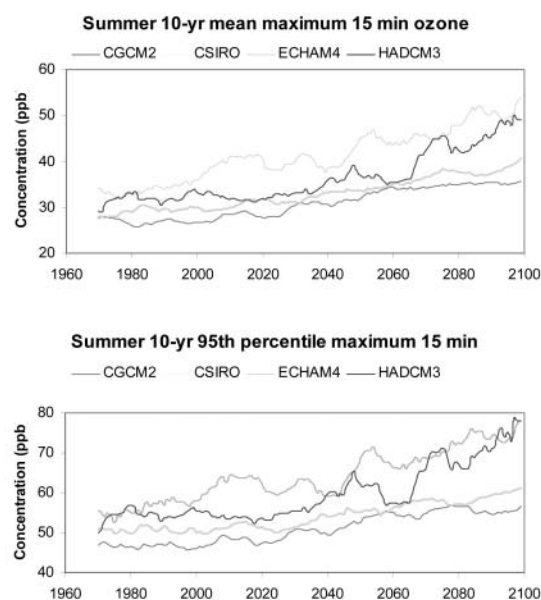 Summer 10-yr mean maximum 15 min ozone
CGCM2 CSIRO ECHAM4 HADCM3
60
50
40
30
20
Concentration (ppb
1960 1980 2000 2020 2040 2060 2080 2100
Summer 10-yr 95th percentile maximum 15 min
CGCM2 CSIRO ECHAM4 HADCM3
80
70
60
50
40
Concentration (ppb
1960 1980 2000 2020 2040 2060 2080 2100